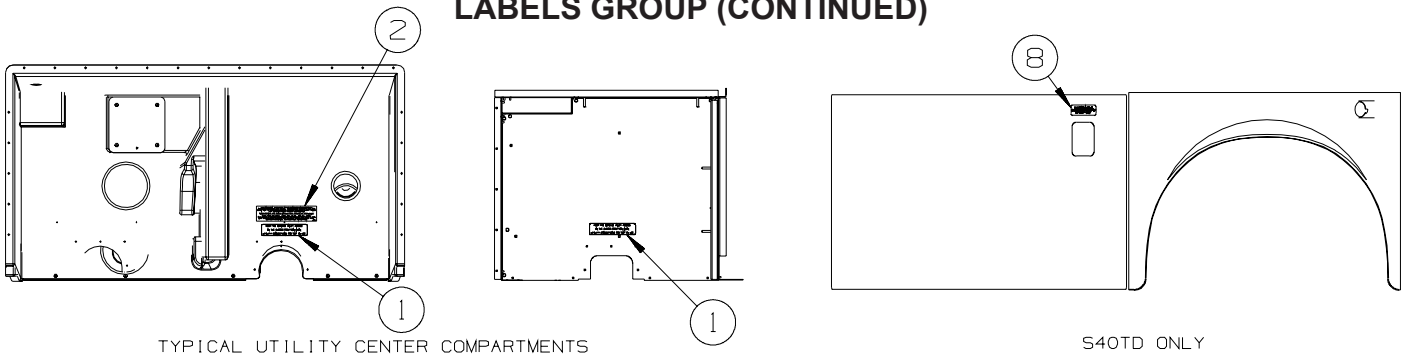 LABELS GROUP (CONTINUED)
2
8
1
1
TYPICAL UTILITY CENTER COMPARTMENTS
S40TD ONLY